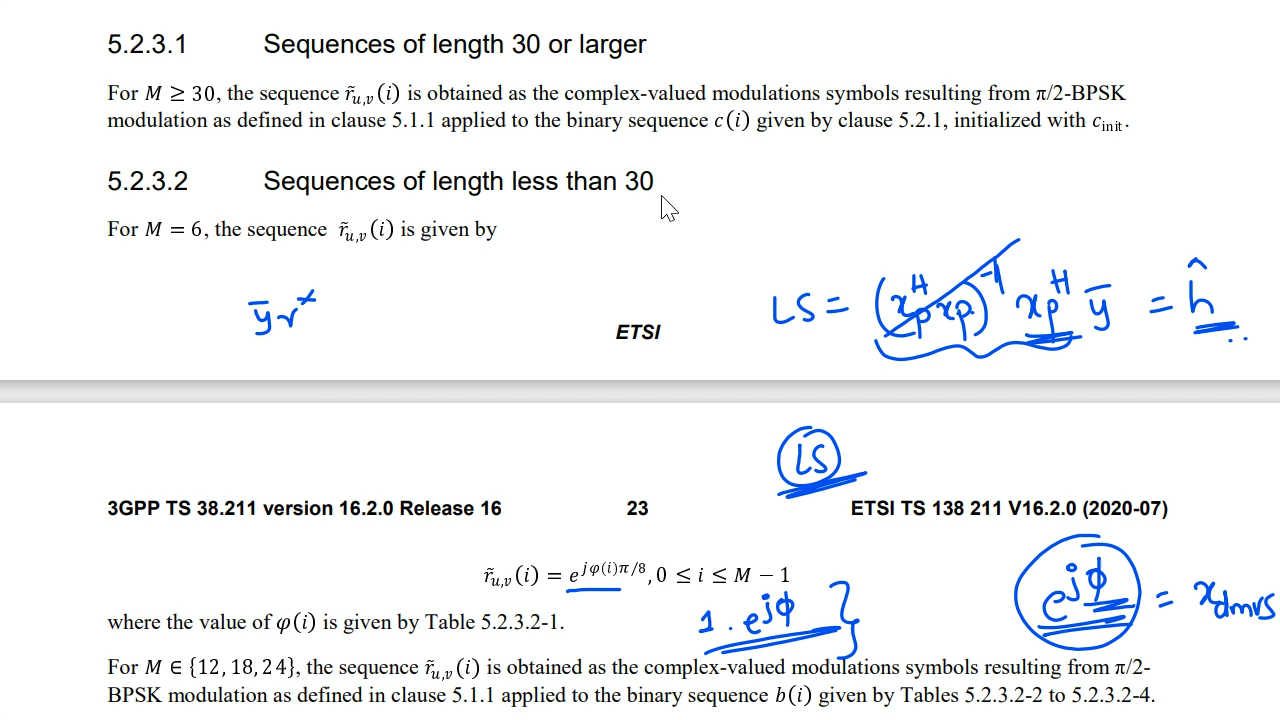 5.2.3.1 Sequences of length 30 or larger
For M ≥ 30, the sequence r̃u,v(i) is obtained as the complex-valued modulations symbols resulting from π/2-BPSK
modulation as defined in clause 5.1.1 applied to the binary sequence c(i) given by clause 5.2.1, initialized with cinit.
5.2.3.2 Sequences of length less than 30
For M = 6, the sequence r̃u,v(i) is given by
ȳr* LS = (xp^H xp)^-1 xp^H ȳ = ĥ
ETSI
LS
3GPP TS 38.211 version 16.2.0 Release 16 23 ETSI TS 138 211 V16.2.0 (2020-07)
r̃u,v(i) = e^jφ(i)π/8, 0 ≤ i ≤ M − 1
e^jϕ = xdmrs
where the value of φ(i) is given by Table 5.2.3.2-1.
1. e^jϕ }
For M ∈ {12, 18, 24}, the sequence r̃u,v(i) is obtained as the complex-valued modulations symbols resulting from π/2-
BPSK modulation as defined in clause 5.1.1 applied to the binary sequence b(i) given by Tables 5.2.3.2-2 to 5.2.3.2-4.